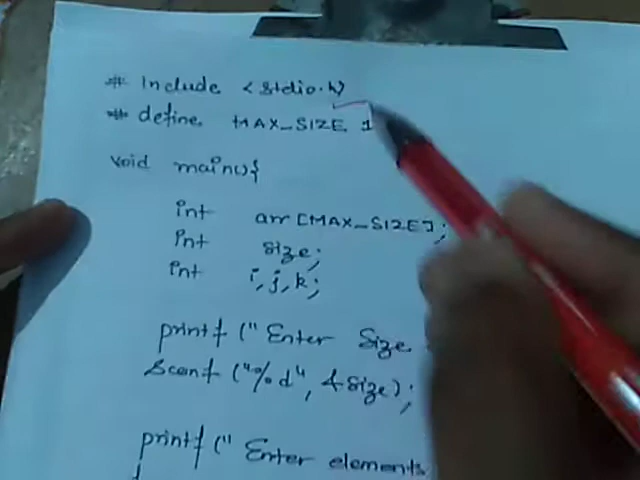 # Include <stdio.h>
# define MAX_SIZE 1
void main(){
int arr[MAX_SIZE];
int size;
int i,j,k;
printf (" Enter Size
Scanf ("%d", &size);
printf (" Enter elements